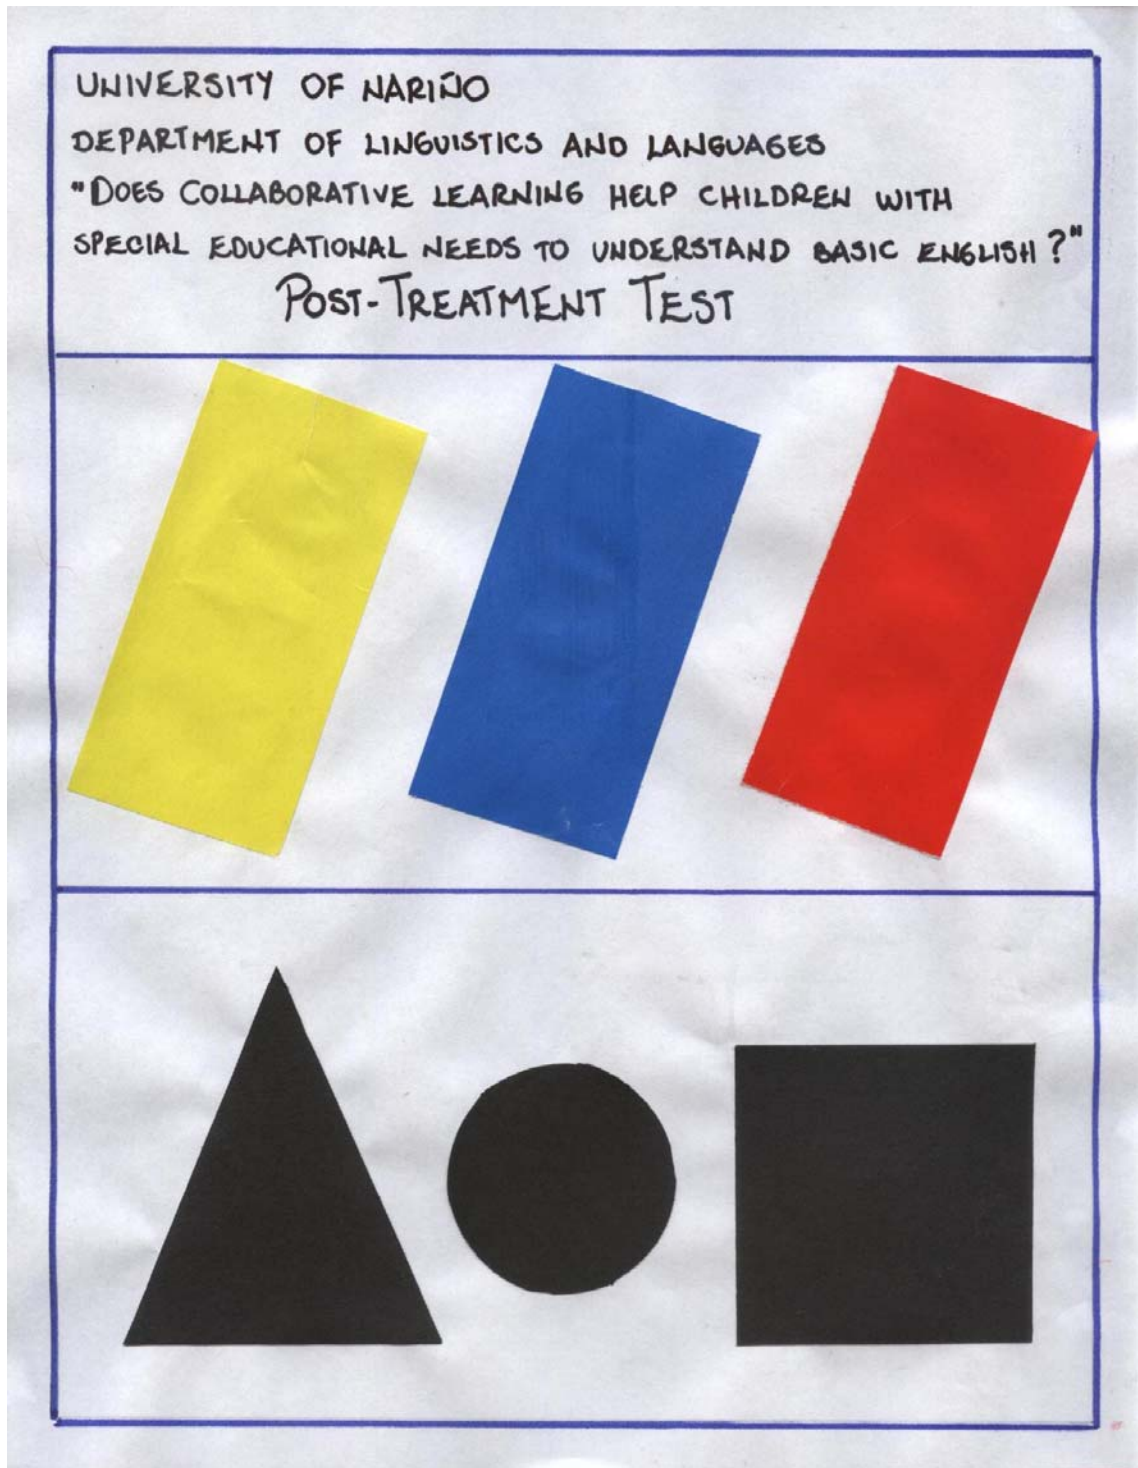 UNIVERSITY OF NARIÑO
DEPARTMENT OF LINGUISTICS AND LANGUAGES
"DOES COLLABORATIVE LEARNING HELP CHILDREN WITH
SPECIAL EDUCATIONAL NEEDS TO UNDERSTAND BASIC ENGLISH?"
POST-TREATMENT TEST